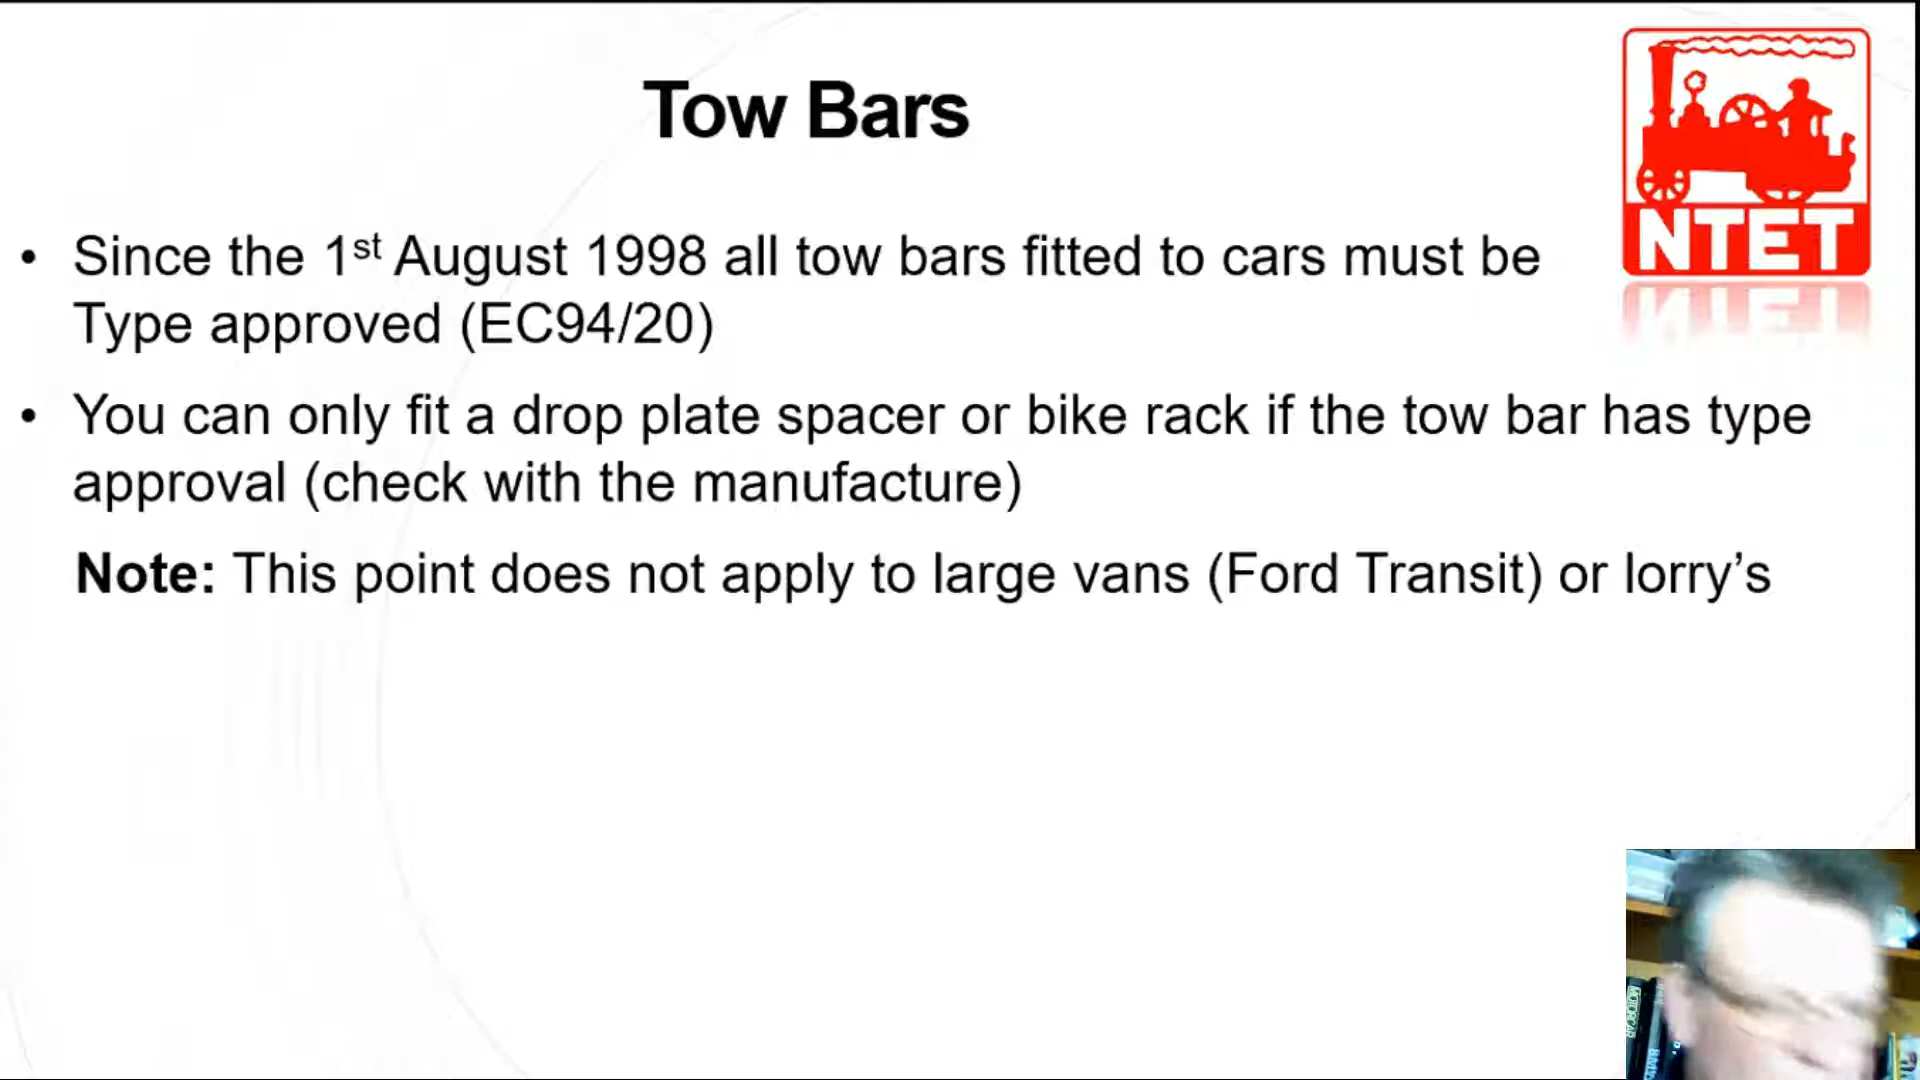 Tow Bars
NTET
• Since the 1st August 1998 all tow bars fitted to cars must be
Type approved (EC94/20)
• You can only fit a drop plate spacer or bike rack if the tow bar has type
approval (check with the manufacture)
Note: This point does not apply to large vans (Ford Transit) or lorry’s
MOTORCAR